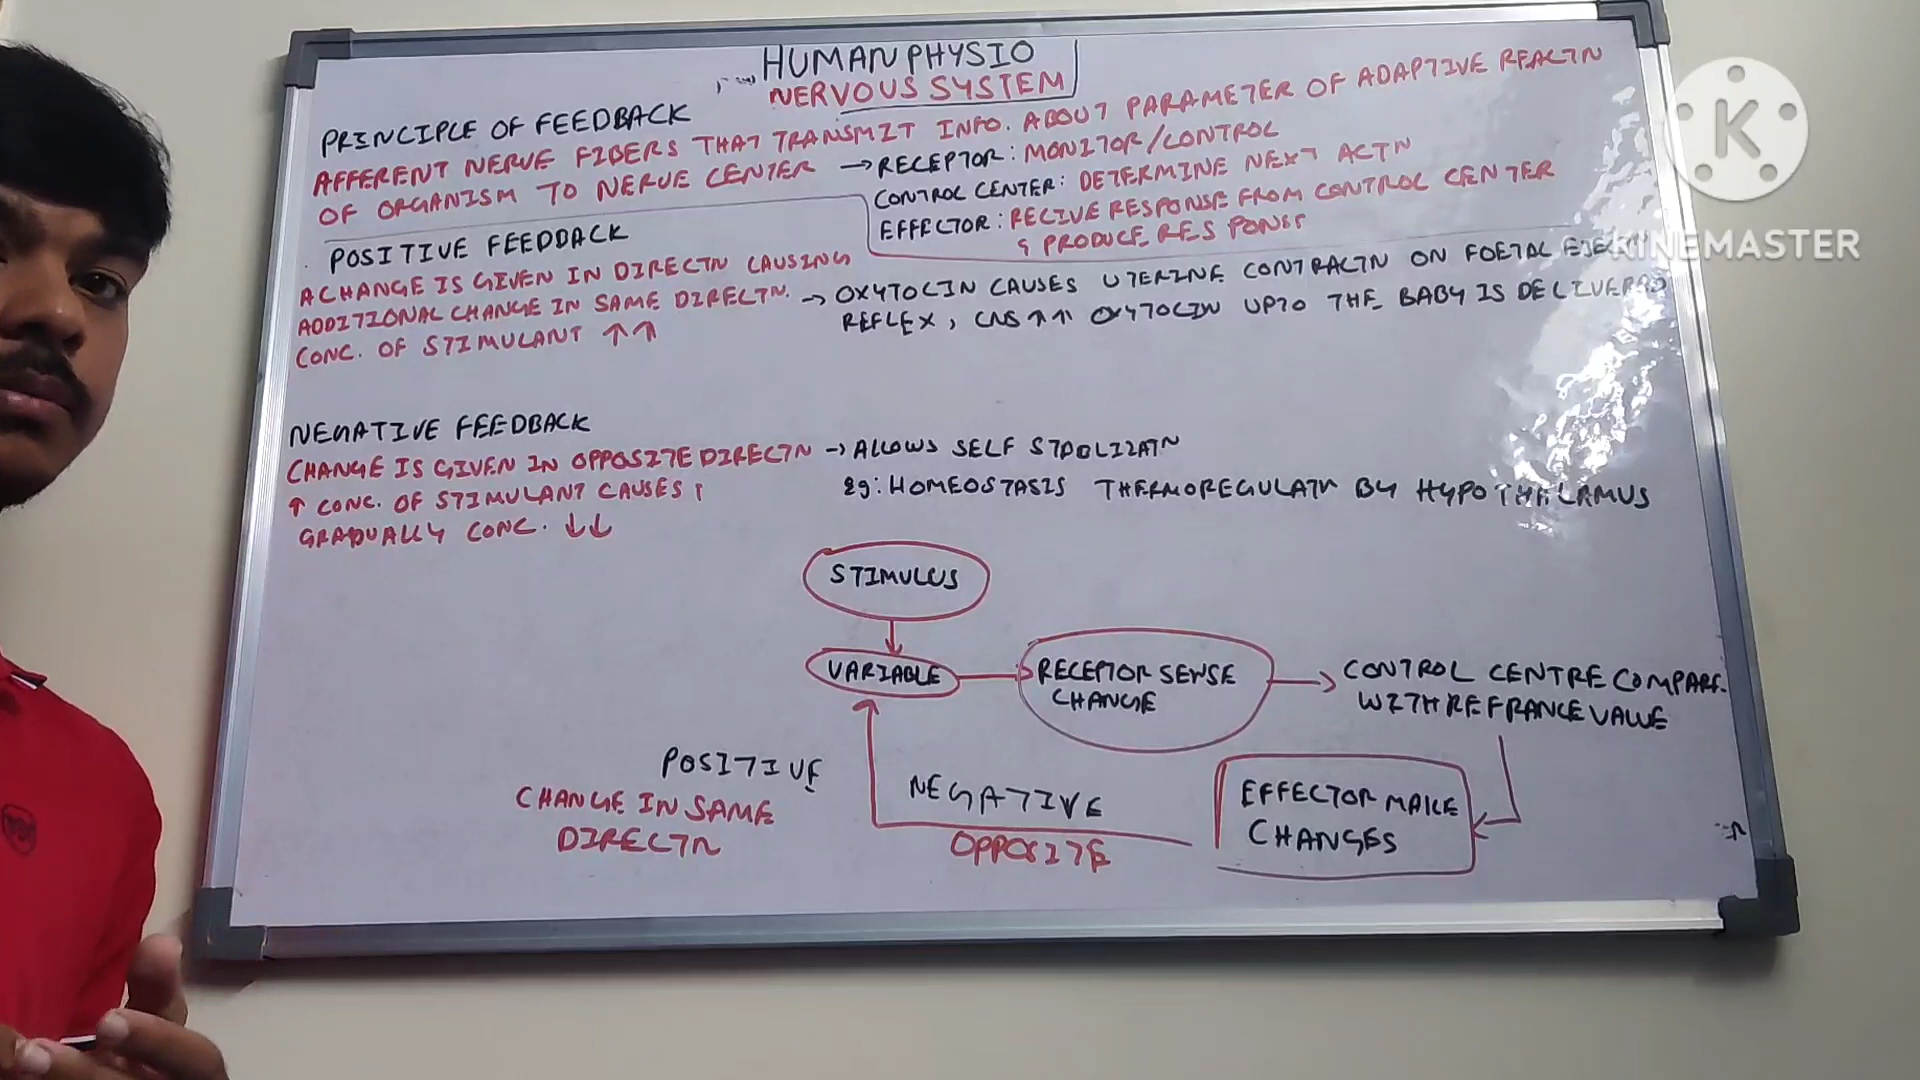 HUMAN PHYSIO
NERVOUS SYSTEM
PRINCIPLE OF FEEDBACK
AFFERENT NERVE FIBERS THAT TRANSMIT INFO. ABOUT PARAMETER OF ADAPTIVE REACTN
OF ORGANISM TO NERVE CENTER → RECEPTOR: MONITOR/CONTROL
CONTROL CENTER: DETERMINE NEXT ACTN
EFFECTOR: RECIVE RESPONSE FROM CONTROL CENTER
& PRODUCE RESPONSE
POSITIVE FEEDBACK
A CHANGE IS GIVEN IN DIRECTN CAUSING
ADDITIONAL CHANGE IN SAME DIRECTN.
CONC. OF STIMULANT ↑↑
→ OXYTOCIN CAUSES UTERINE CONTRACTN ON FOETAL
REFLEX, CNS ↑↑ OXYTOCIN UPTO THE BABY IS DELIVERED
NEGATIVE FEEDBACK
CHANGE IS GIVEN IN OPPOSITE DIRECTN → ALLOWS SELF STABLIZATN
↑ CONC. OF STIMULANT CAUSES
GRADUALLY CONC. ↓↓
eg: HOMEOSTASIS THERMOREGULATN BY HYPOTHALAMUS
STIMULUS
VARIABLE
RECEPTOR SENSE
CHANGE
CONTROL CENTRE COMPARE
WITH REFRANCE VALUE
POSITIVE
CHANGE IN SAME
DIRECTN
NEGATIVE
OPPOSITE
EFFECTOR MAKE
CHANGES
K
KINEMASTER